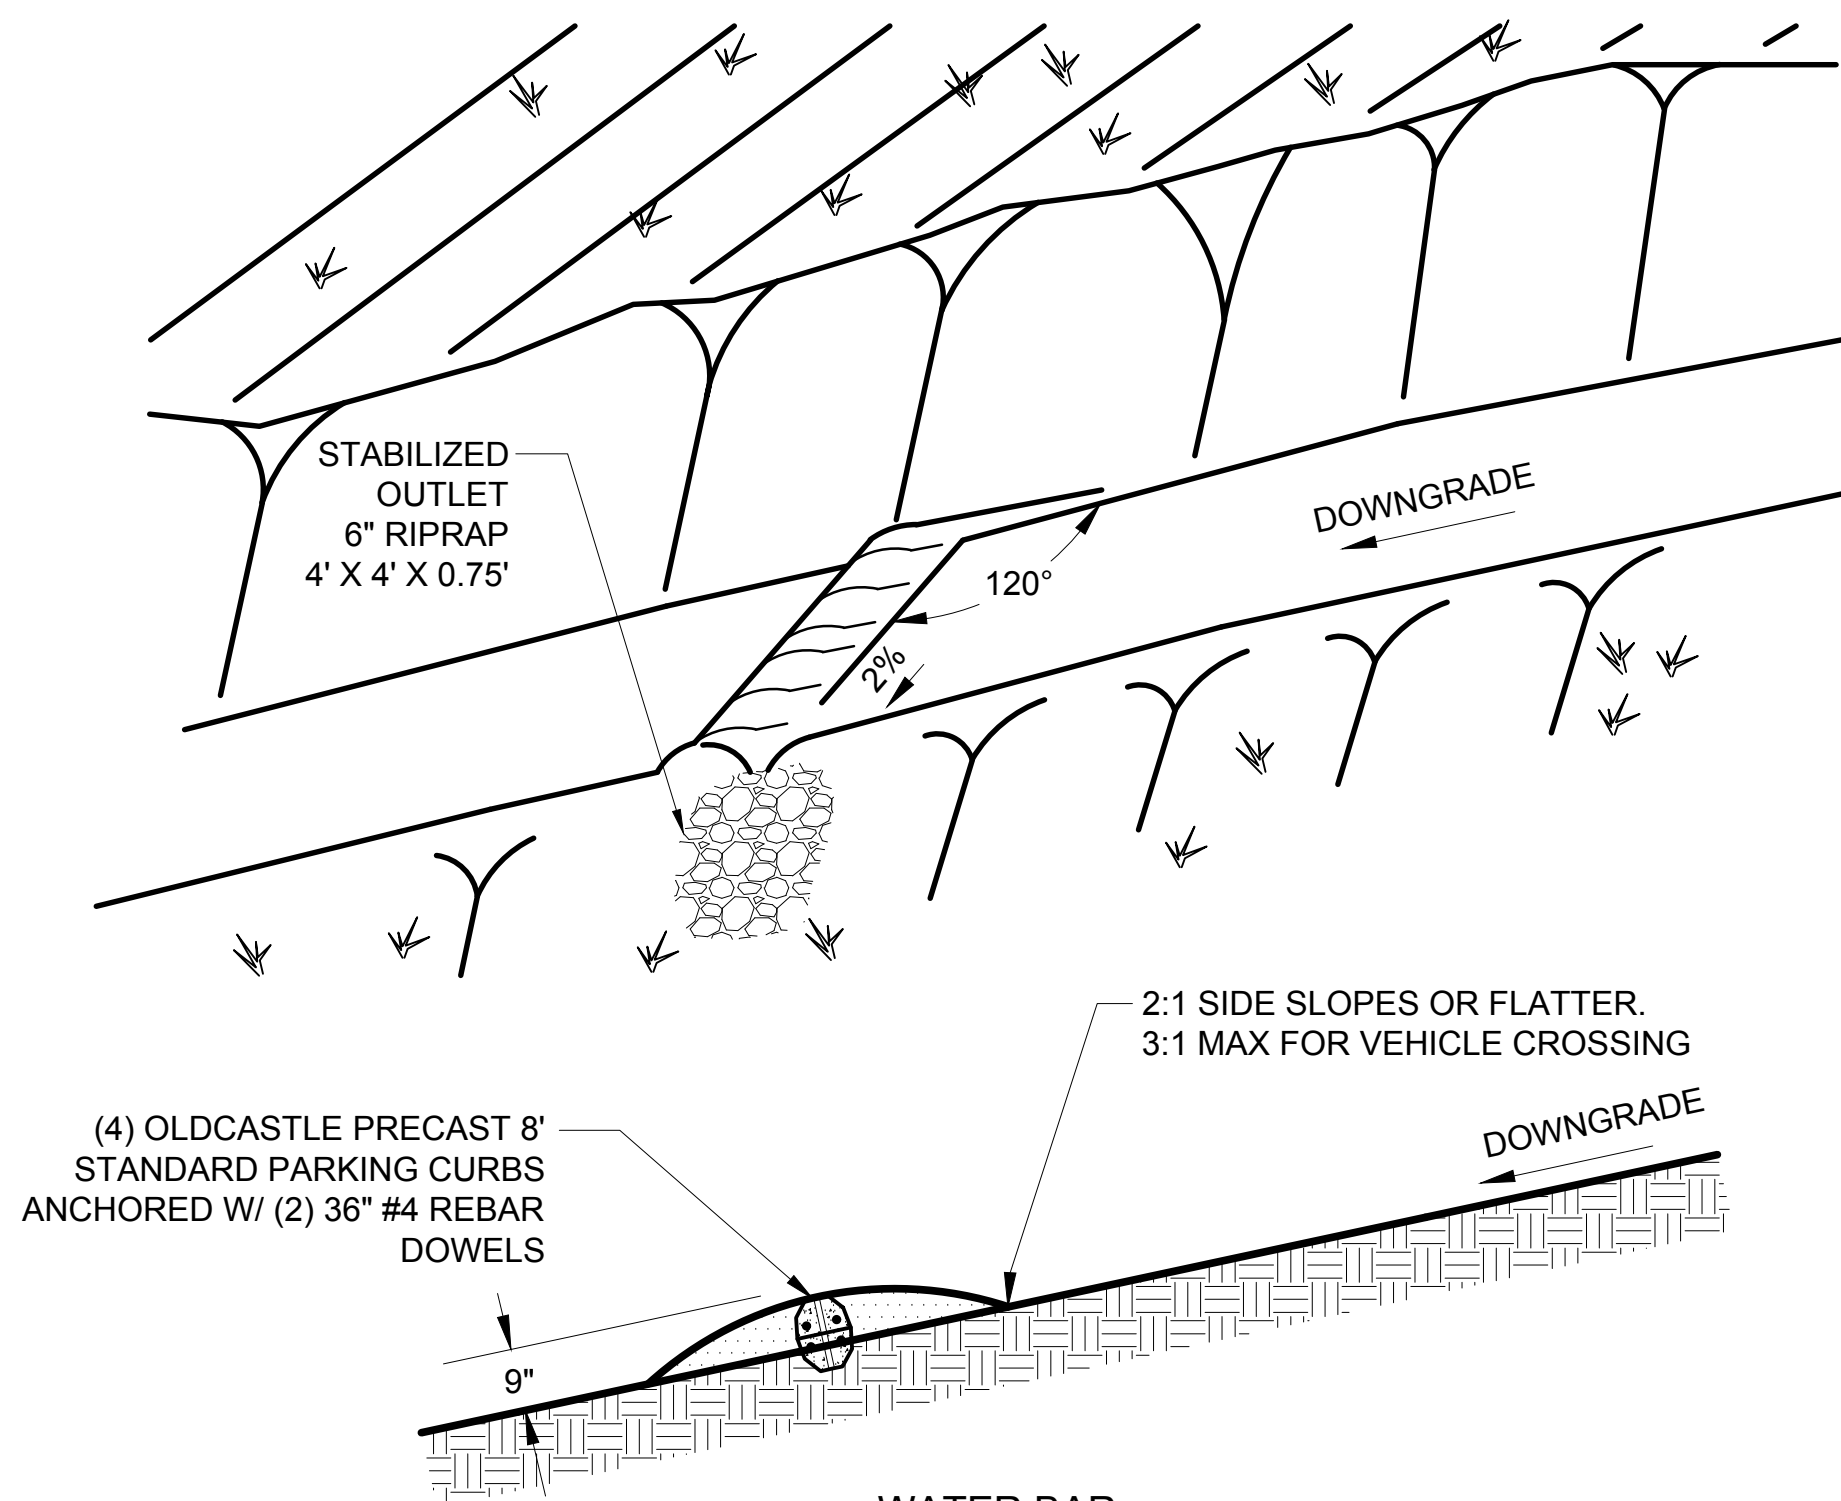 STABILIZED
OUTLET
6" RIPRAP
4' X 4' X 0.75'
DOWNGRADE
120°
2%
2:1 SIDE SLOPES OR FLATTER.
3:1 MAX FOR VEHICLE CROSSING
(4) OLDCASTLE PRECAST 8'
STANDARD PARKING CURBS
ANCHORED W/ (2) 36" #4 REBAR
DOWELS
DOWNGRADE
9"
WATER BAR